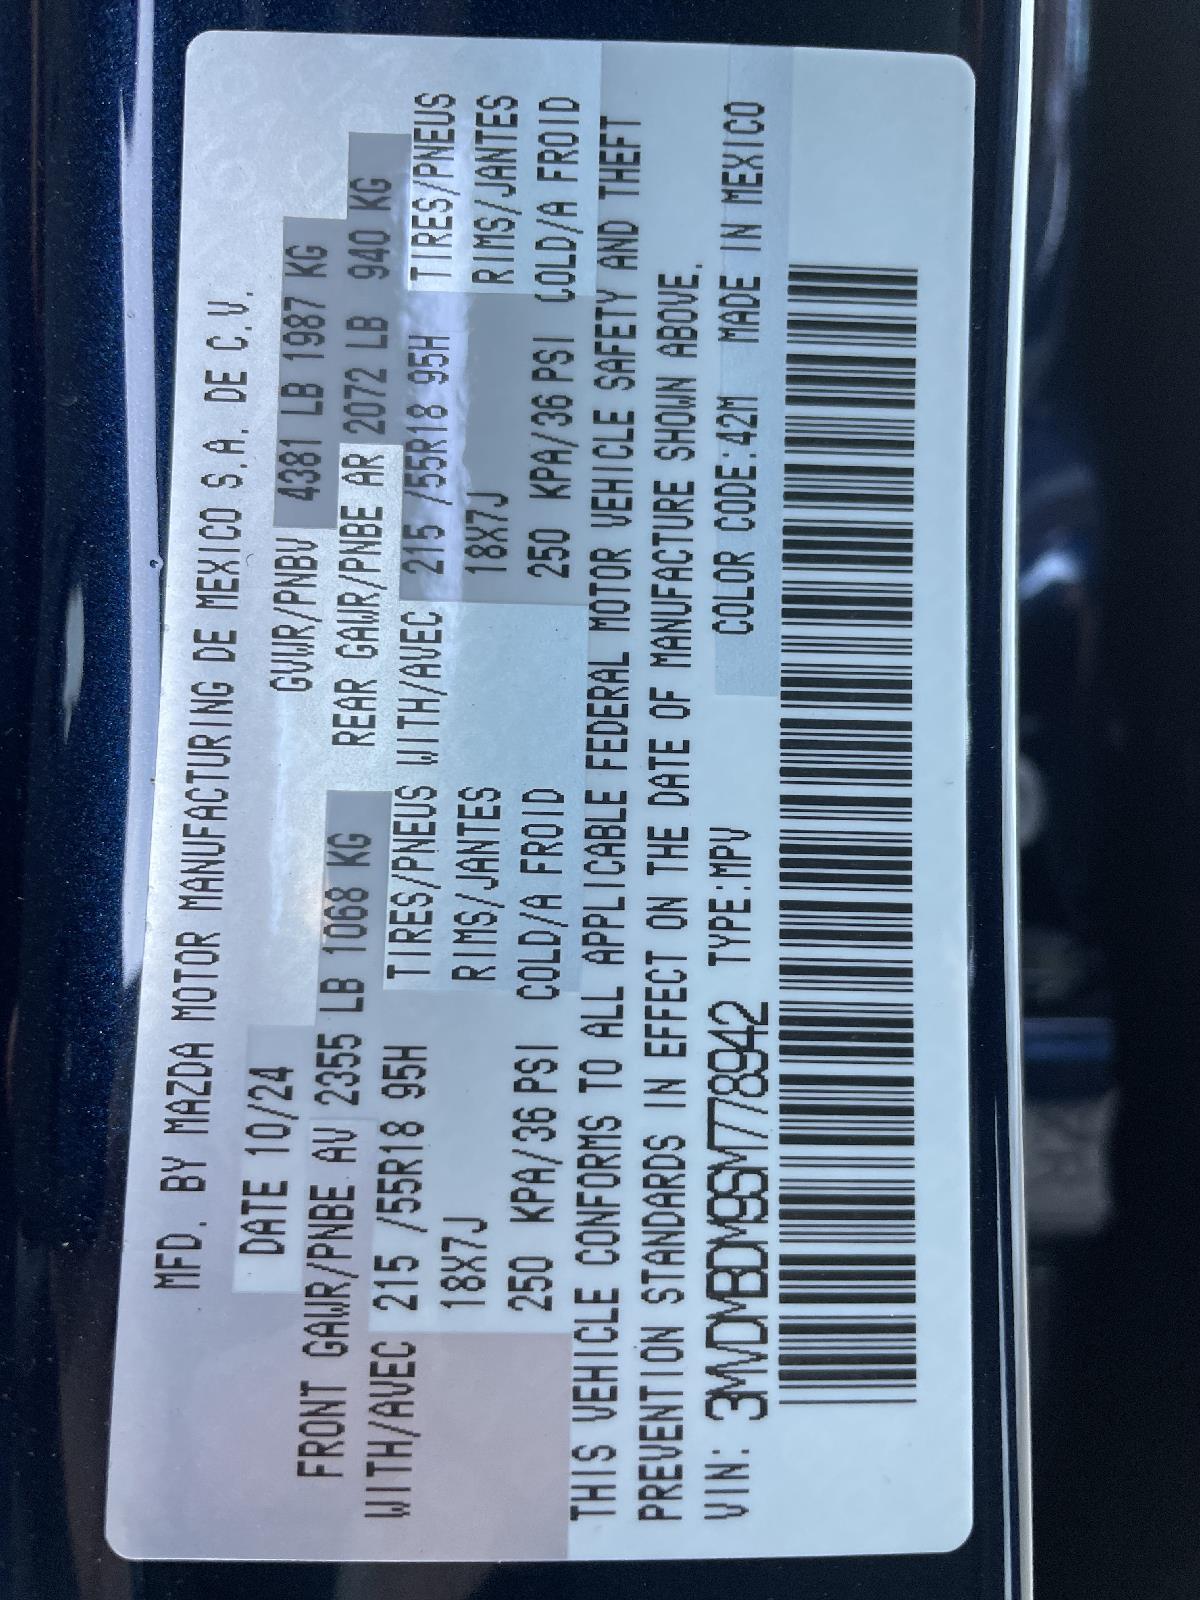 MFD. BY MAZDA MOTOR MANUFACTURING DE MEXICO S.A. DE C.V.
DATE 10/24 GVWR/PNBV 4381 LB 1987 KG
FRONT GAWR/PNBE AV 2355 LB 1068 KG REAR GAWR/PNBE AR 2072 LB 940 KG
WITH/AVEC 215 /55R18 95H TIRES/PNEUS WITH/AVEC 215 /55R18 95H TIRES/PNEUS
18X7J RIMS/JANTES 18X7J RIMS/JANTES
250 KPA/36 PSI COLD/A FROID 250 KPA/36 PSI COLD/A FROID
THIS VEHICLE CONFORMS TO ALL APPLICABLE FEDERAL MOTOR VEHICLE SAFETY AND THEFT
PREVENTION STANDARDS IN EFFECT ON THE DATE OF MANUFACTURE SHOWN ABOVE.
VIN: 3MVDMBDM9SM778942 TYPE:MPV COLOR CODE:42M MADE IN MEXICO